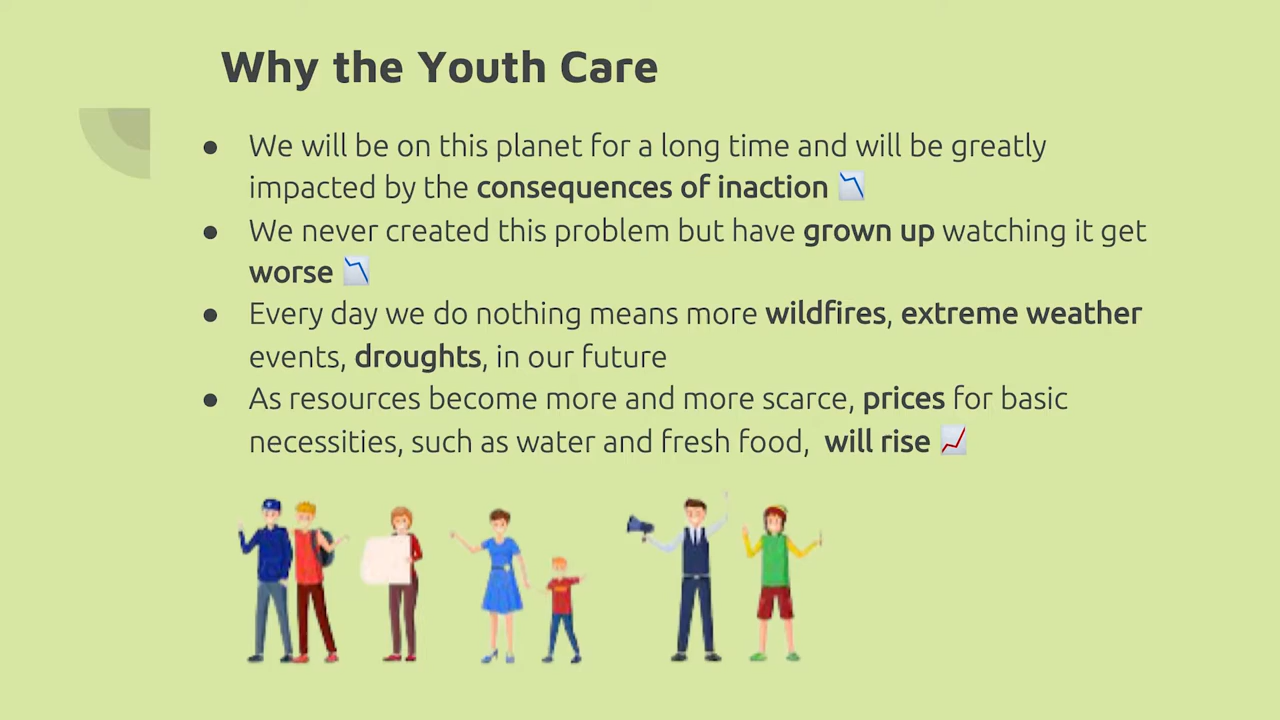 Why the Youth Care
● We will be on this planet for a long time and will be greatly
impacted by the consequences of inaction 📉
● We never created this problem but have grown up watching it get
worse 📉
● Every day we do nothing means more wildfires, extreme weather
events, droughts, in our future
● As resources become more and more scarce, prices for basic
necessities, such as water and fresh food,  will rise 📈